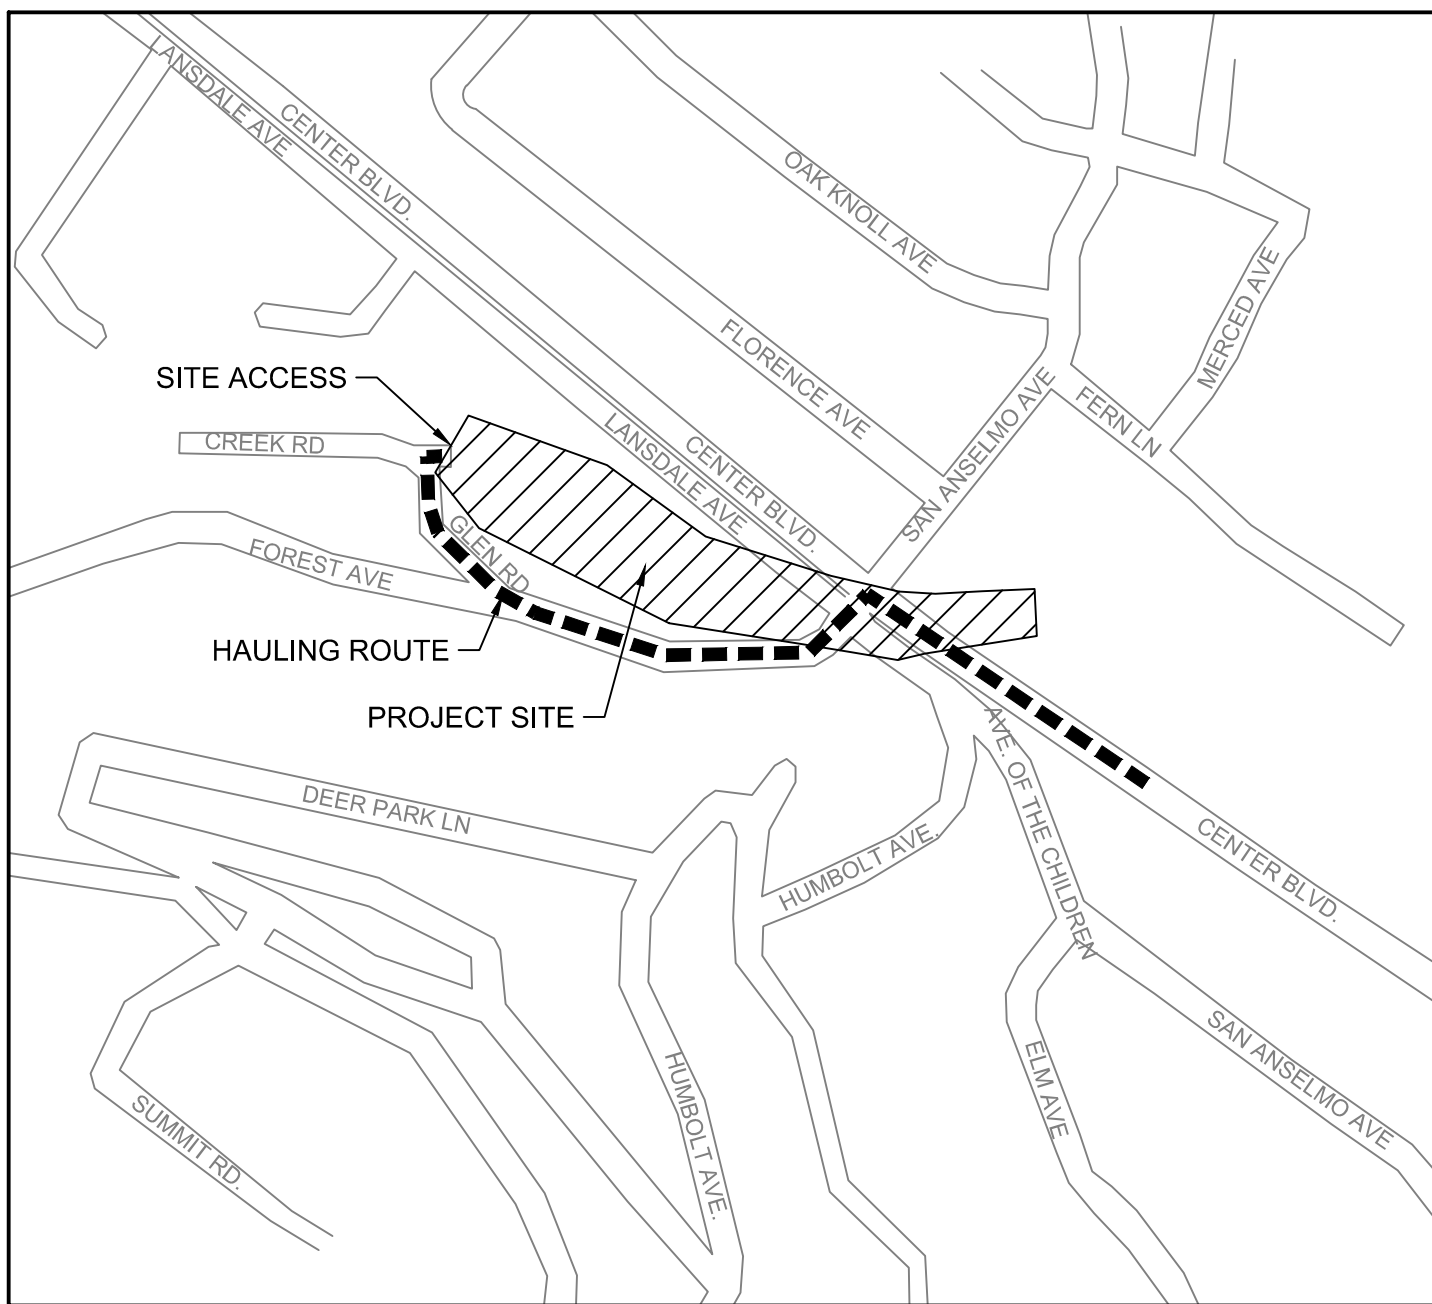 LANSDALE AVE
CENTER BLVD.
OAK KNOLL AVE
MERCED AVE
FLORENCE AVE
SITE ACCESS
SAN ANSELMO AVE
FERN LN
CREEK RD
LANSDALE AVE
CENTER BLVD.
GLEN RD
FOREST AVE
HAULING ROUTE
PROJECT SITE
AVE. OF THE CHILDREN
DEER PARK LN
HUMBOLT AVE.
CENTER BLVD.
SAN ANSELMO AVE
ELM AVE
HUMBOLT AVE.
SUMMIT RD.